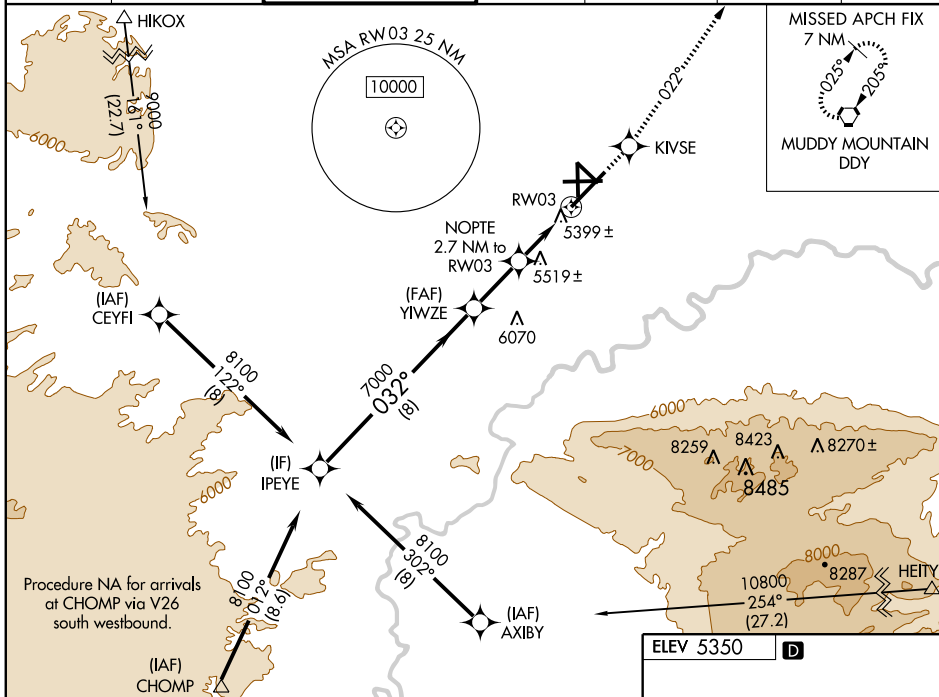 HIKOX
9000
161°
(22.7)
6000
MSA RW03 25 NM
10000
022°
MISSED APCH FIX
7 NM
025°
205°
MUDDY MOUNTAIN
DDY
KIVSE
RW03
5399 ±
NOPTE
2.7 NM to
RW03
5519 ±
(FAF)
YIWZE
6070
(IAF)
CEYFI
8100
122°
(8)
7000
032°
(8)
(IF)
IPEYE
6000
6000
7000
8259
8423
8270 ±
8485
8000
8287
HEITY
10800
254°
(27.2)
8100
302°
(8)
(IAF)
AXIBY
Procedure NA for arrivals
at CHOMP via V26
south westbound.
8100
012°
(8.6)
(IAF)
CHOMP
ELEV 5350
D